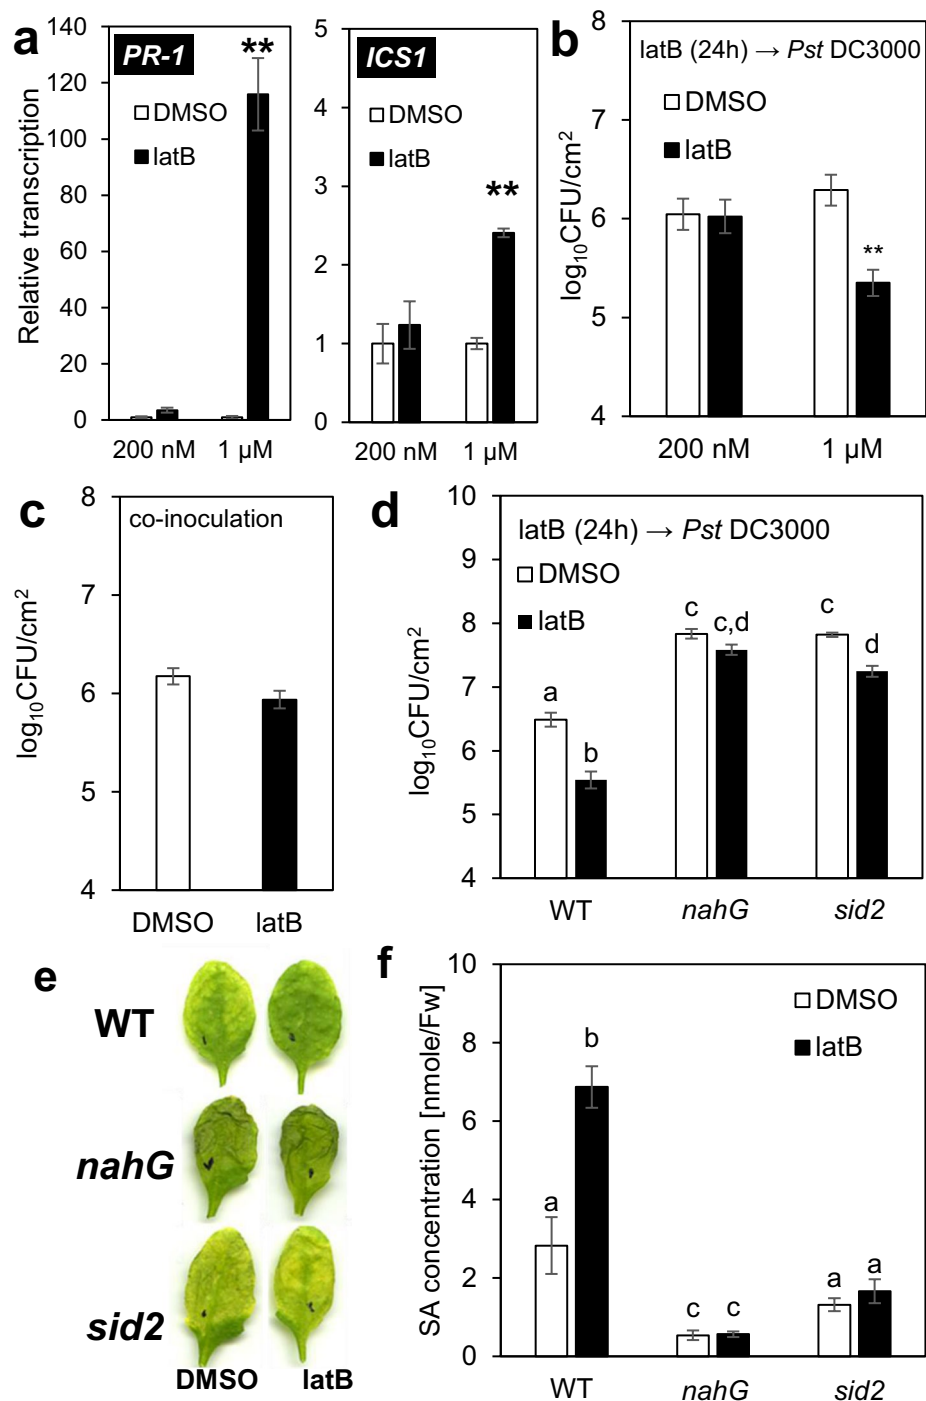 a
Relative transcription
140
120
100
80
60
40
20
0
PR-1
**
DMSO
latB
200 nM 1 µM
5
4
3
2
1
0
ICS1
DMSO
latB
**
200 nM 1 µM
b
log₁₀CFU/cm²
8
7
6
5
4
latB (24h) → Pst DC3000
DMSO
latB
**
200 nM 1 µM
c
log₁₀CFU/cm²
8
7
6
5
4
co-inoculation
DMSO latB
d
log₁₀CFU/cm²
10
9
8
7
6
5
4
latB (24h) → Pst DC3000
DMSO
latB
a b c c,d c d
WT nahG sid2
e
WT
nahG
sid2
DMSO latB
f
SA concentration [nmole/Fw]
10
8
6
4
2
0
DMSO
latB
a b c c a a
WT nahG sid2